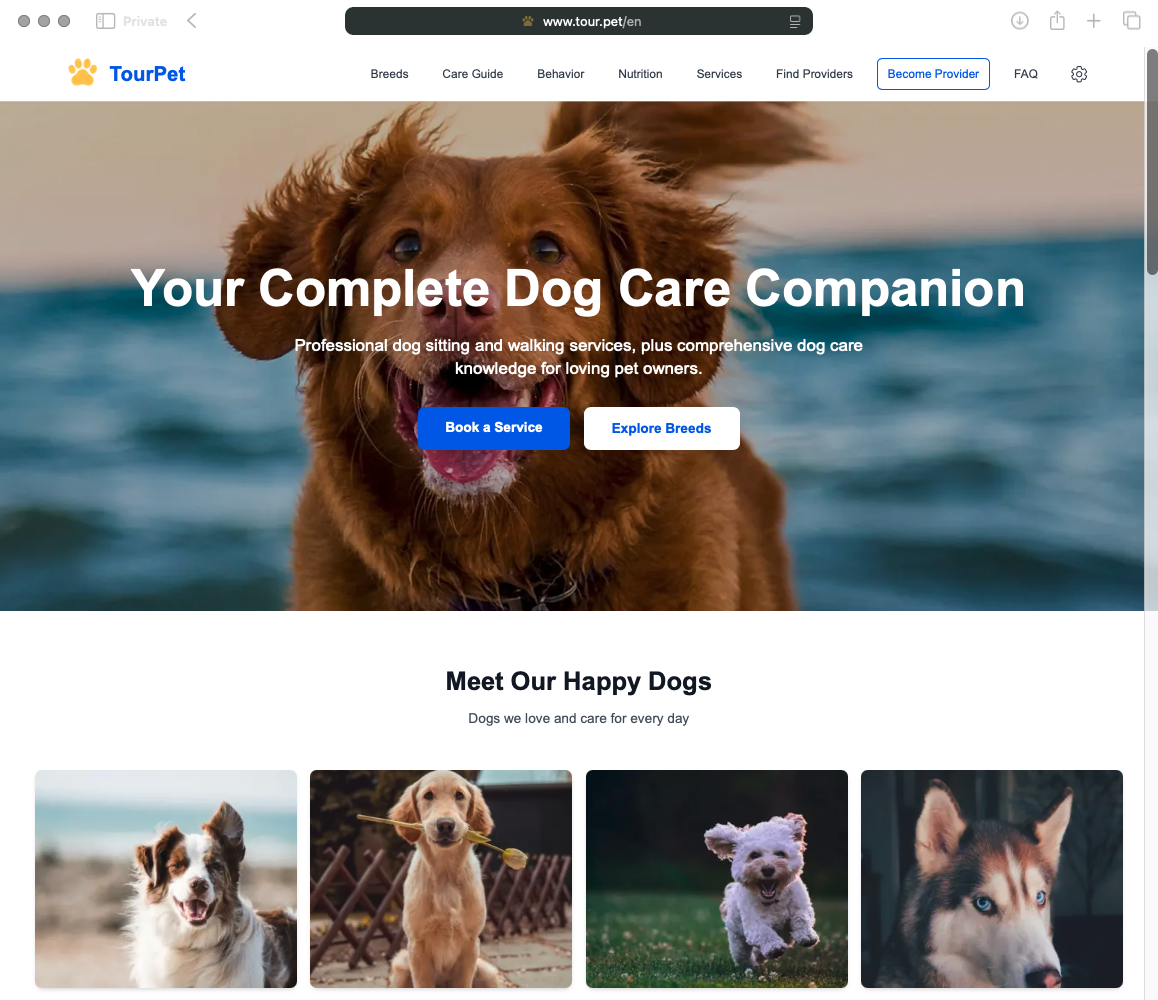 Private
www.tour.pet/en
TourPet
Breeds
Care Guide
Behavior
Nutrition
Services
Find Providers
Become Provider
FAQ
Your Complete Dog Care Companion
Professional dog sitting and walking services, plus comprehensive dog care
knowledge for loving pet owners.
Book a Service
Explore Breeds
Meet Our Happy Dogs
Dogs we love and care for every day